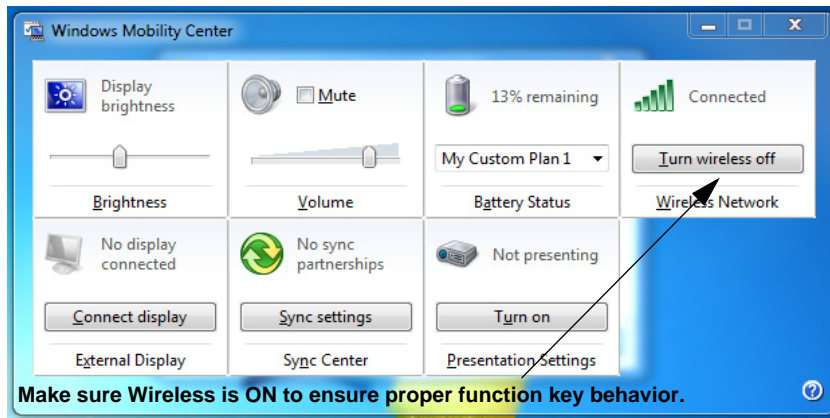 Windows Mobility Center
Display
brightness
Brightness
Mute
Volume
13% remaining
My Custom Plan 1
Battery Status
Connected
Turn wireless off
Wireless Network
No display
connected
Connect display
External Display
No sync
partnerships
Sync settings
Sync Center
Not presenting
Turn on
Presentation Settings
Make sure Wireless is ON to ensure proper function key behavior.